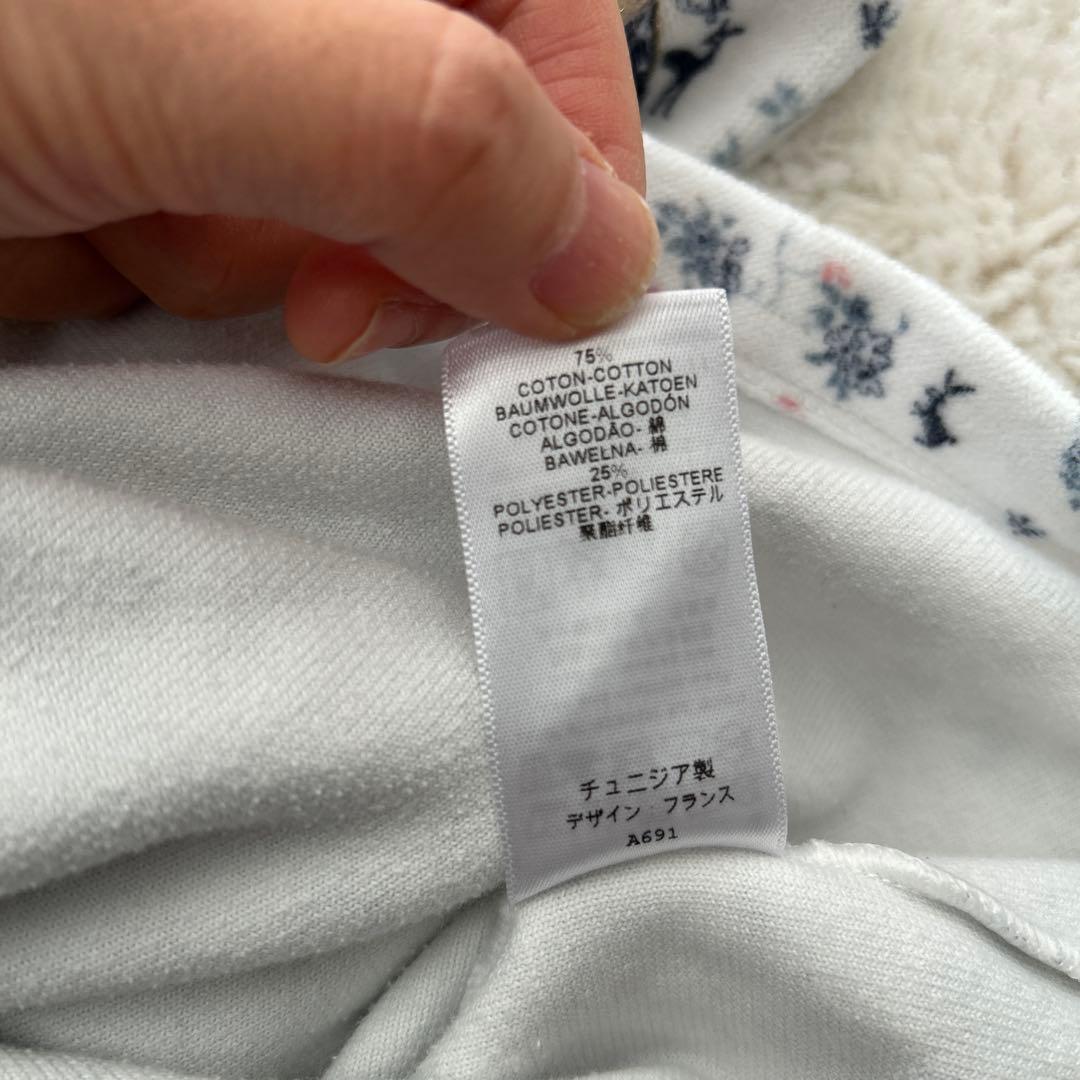 75%
COTON-COTTON
BAUMWOLLE-KATOEN
COTONE-ALGODÓN
ALGODÃO- 綿
BAWEŁNA- 棉
25%
POLYESTER-POLIESTERE
POLIESTER- ポリエステル
聚酯纤维
チュニジア製
デザイン フランス
A691